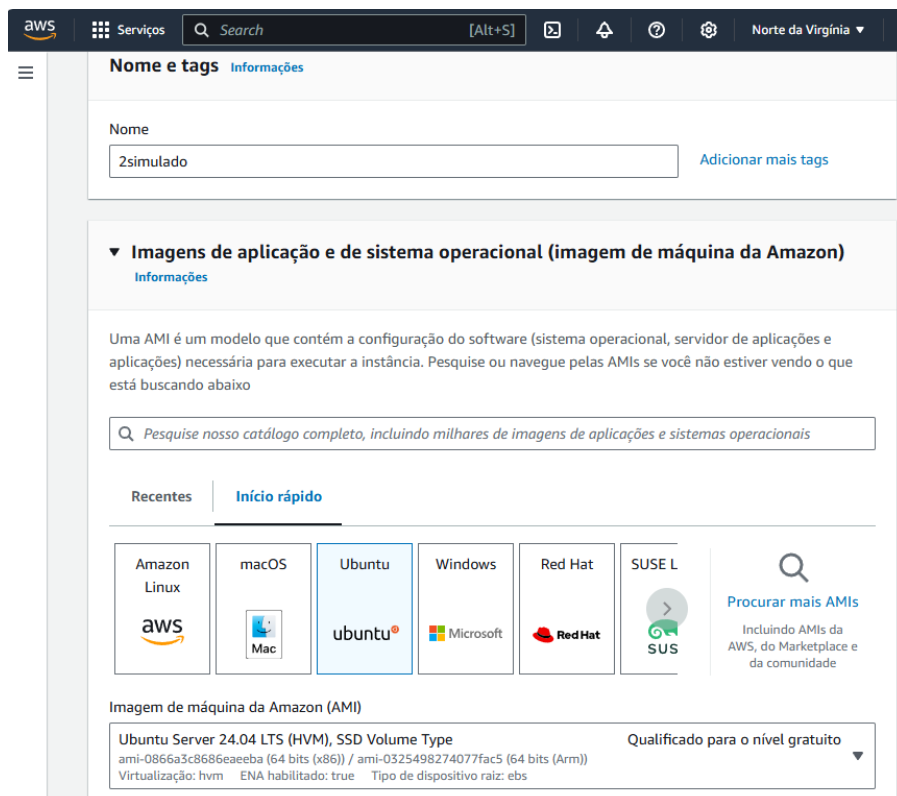 aws
Serviços
Search [Alt+S]
Norte da Virgínia ▼
Nome e tags Informações
Nome
2simulado
Adicionar mais tags
▼ Imagens de aplicação e de sistema operacional (imagem de máquina da Amazon)
Informações
Uma AMI é um modelo que contém a configuração do software (sistema operacional, servidor de aplicações e
aplicações) necessária para executar a instância. Pesquise ou navegue pelas AMIs se você não estiver vendo o que
está buscando abaixo
Pesquise nosso catálogo completo, incluindo milhares de imagens de aplicações e sistemas operacionais
Recentes
Início rápido
Amazon
Linux
aws
macOS
Mac
Ubuntu
ubuntu
Windows
Microsoft
Red Hat
Red Hat
SUSE L
SUS
Procurar mais AMIs
Incluindo AMIs da
AWS, do Marketplace e
da comunidade
Imagem de máquina da Amazon (AMI)
Ubuntu Server 24.04 LTS (HVM), SSD Volume Type
Qualificado para o nível gratuito
ami-0866a3c8686eaeeba (64 bits (x86)) / ami-0325498274077fac5 (64 bits (Arm))
Virtualização: hvm ENA habilitado: true Tipo de dispositivo raiz: ebs